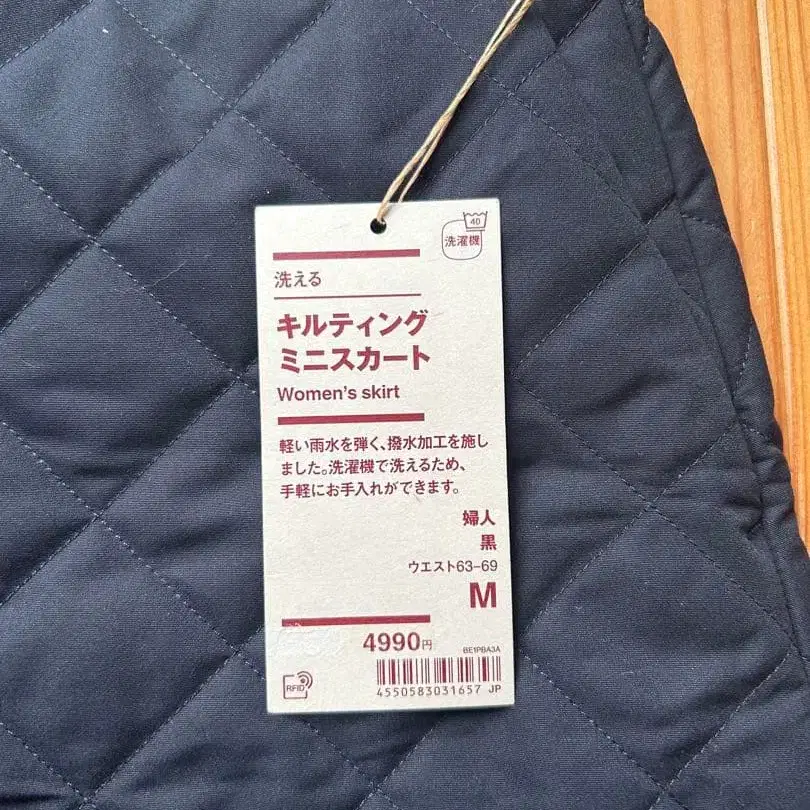 40
洗濯機
洗える
キルティング
ミニスカート
Women's skirt
軽い雨水を弾く、撥水加工を施し
ました。洗濯機で洗えるため、
手軽にお手入れができます。
婦人
黒
ウエスト63-69
M
4990円
BE1PBA3A
4550583031657 JP
RFID